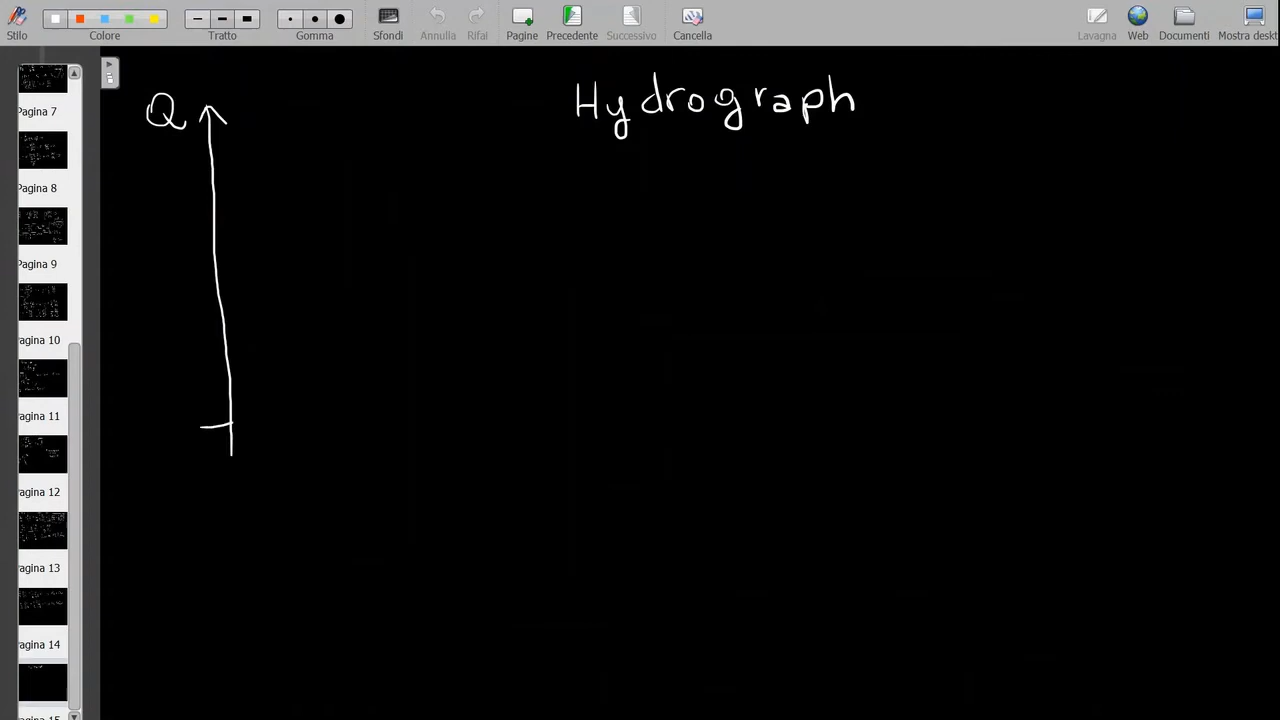 Stilo Colore Tratto Gomma Sfondi Annulla Rifai Pagine Precedente Successivo Cancella Lavagna Web Documenti Mostra deskt
Pagina 7
Pagina 8
Pagina 9
agina 10
agina 11
agina 12
agina 13
agina 14
Q
Hydrograph